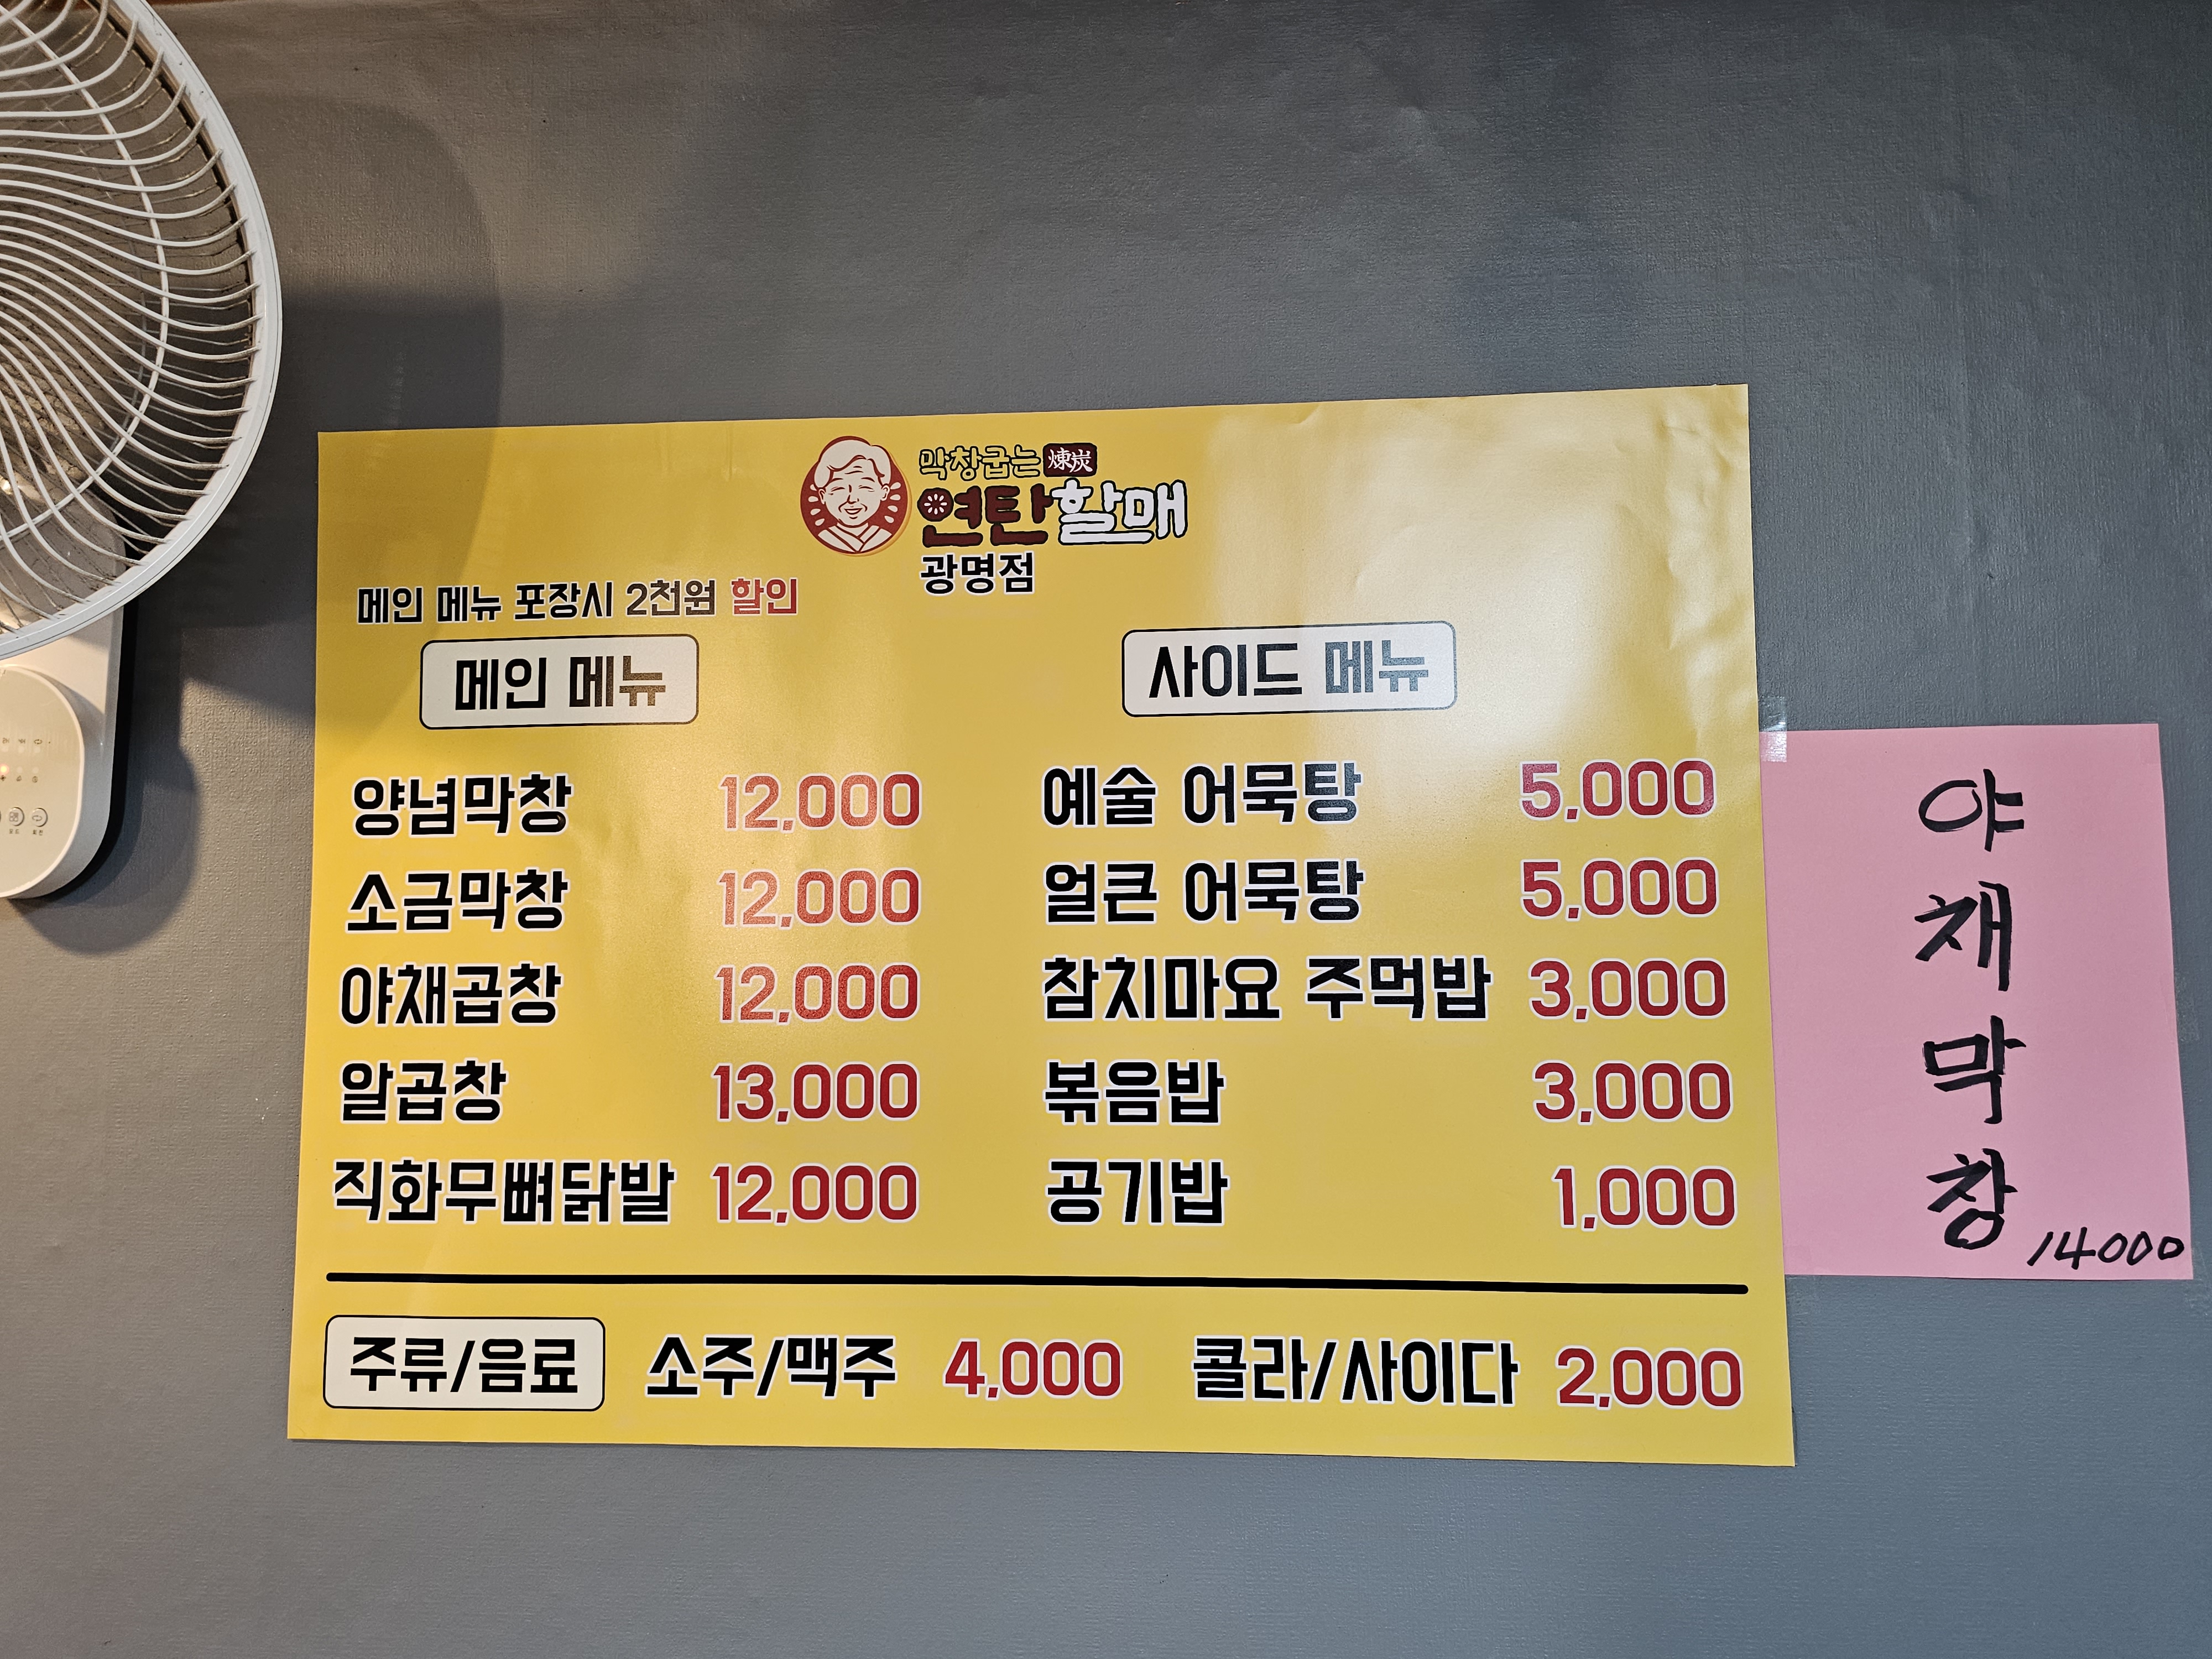 막창굽는 煉炭
연탄할매
광명점
메인 메뉴 포장시 2천원 할인
메인 메뉴
양념막창 12,000
소금막창 12,000
야채곱창 12,000
알곱창 13,000
직화무뼈닭발 12,000
사이드 메뉴
예술 어묵탕 5,000
얼큰 어묵탕 5,000
참치마요 주먹밥 3,000
볶음밥 3,000
공기밥 1,000
주류/음료 소주/맥주 4,000 콜라/사이다 2,000
야채막창
14000